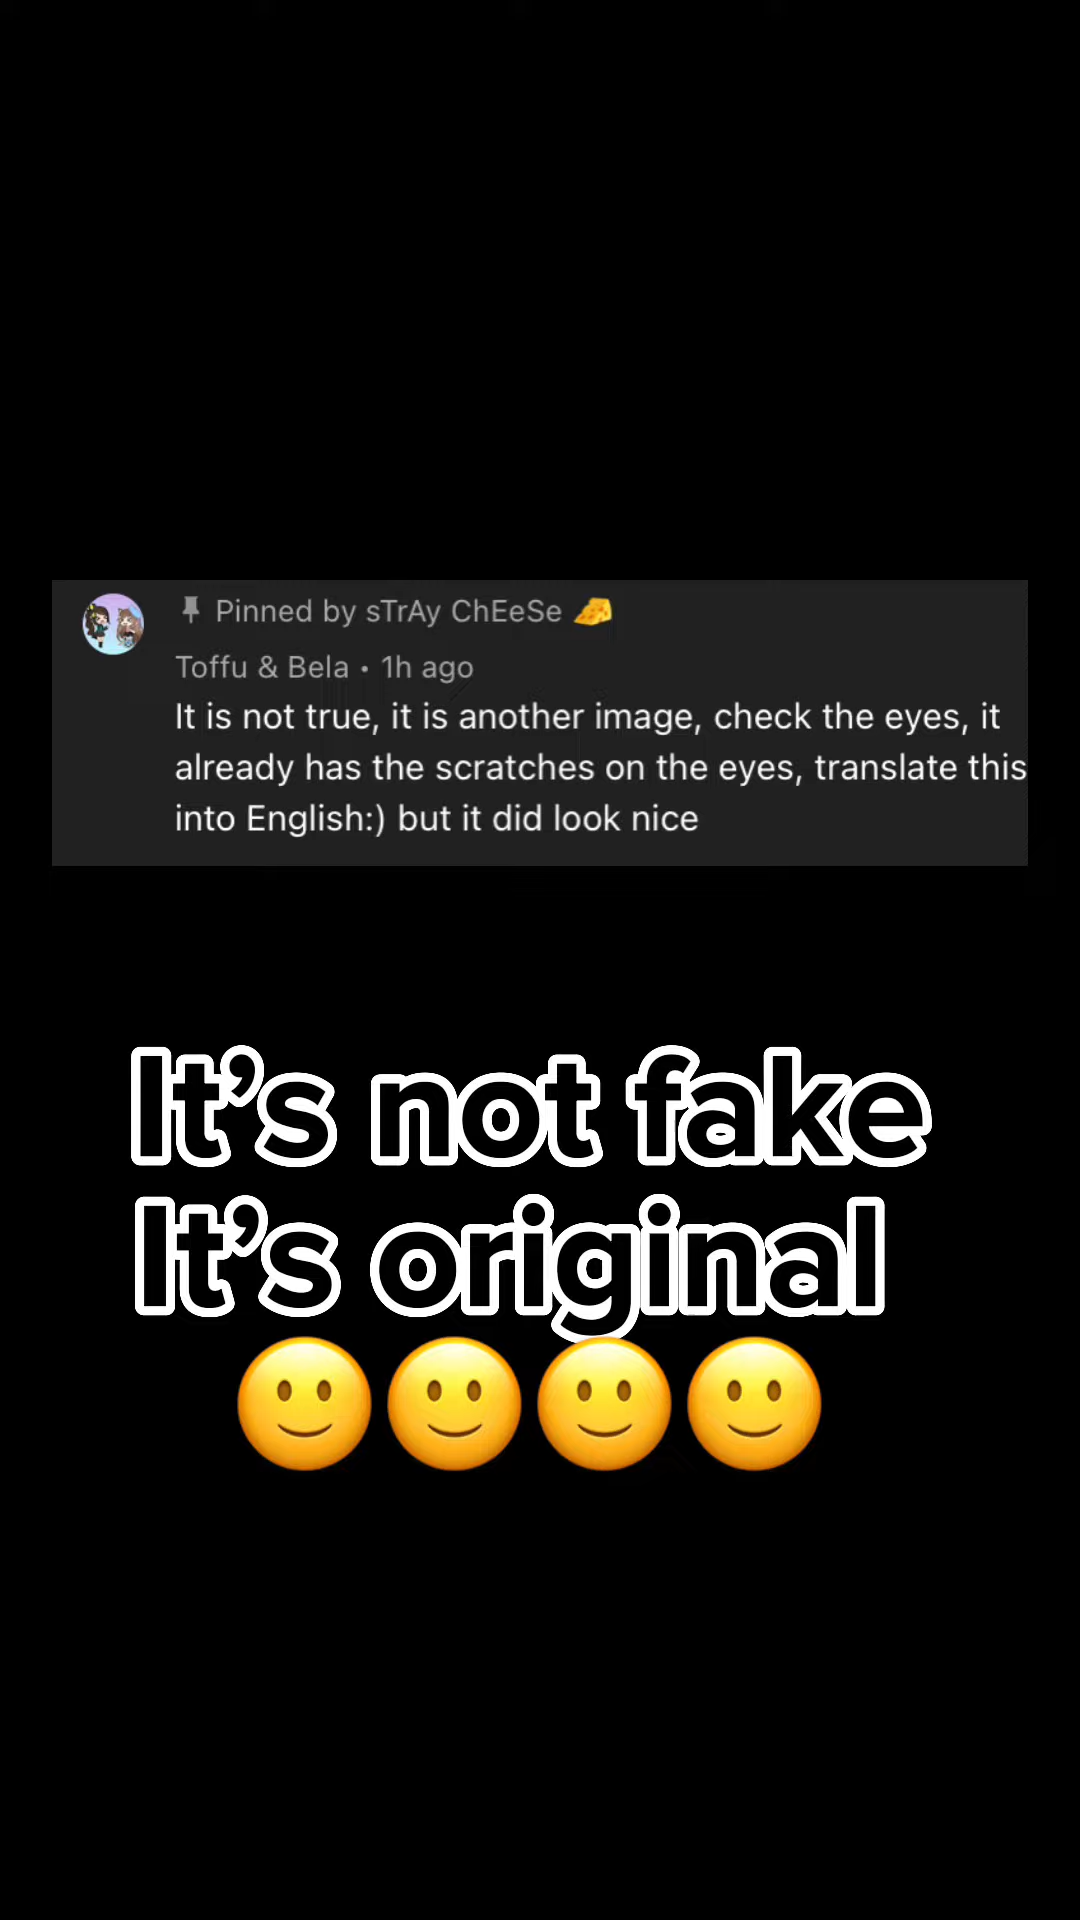 Pinned by sTrAy ChEeSe 🧀
Toffu & Bela • 1h ago
It is not true, it is another image, check the eyes, it
already has the scratches on the eyes, translate this
into English:) but it did look nice
It’s not fake
It’s original
🙂🙂🙂🙂